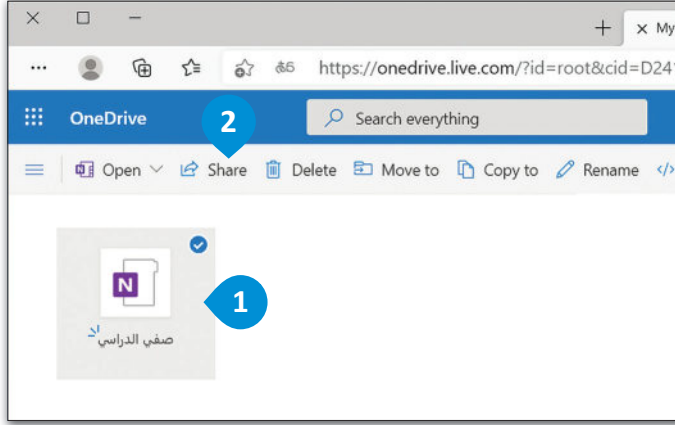 My
https://onedrive.live.com/?id=root&cid=D24
OneDrive
2
Search everything
Open
Share
Delete
Move to
Copy to
Rename
N
1
صفي الدراسي